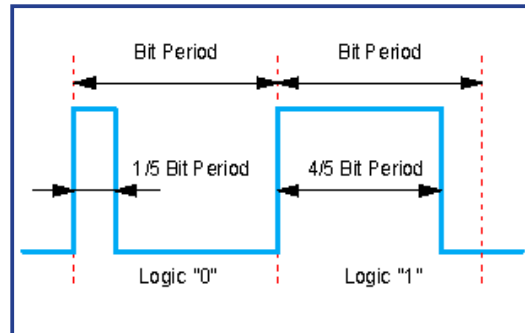 Bit Period Bit Period
1/5 Bit Period 4/5 Bit Period
Logic "0" Logic "1"